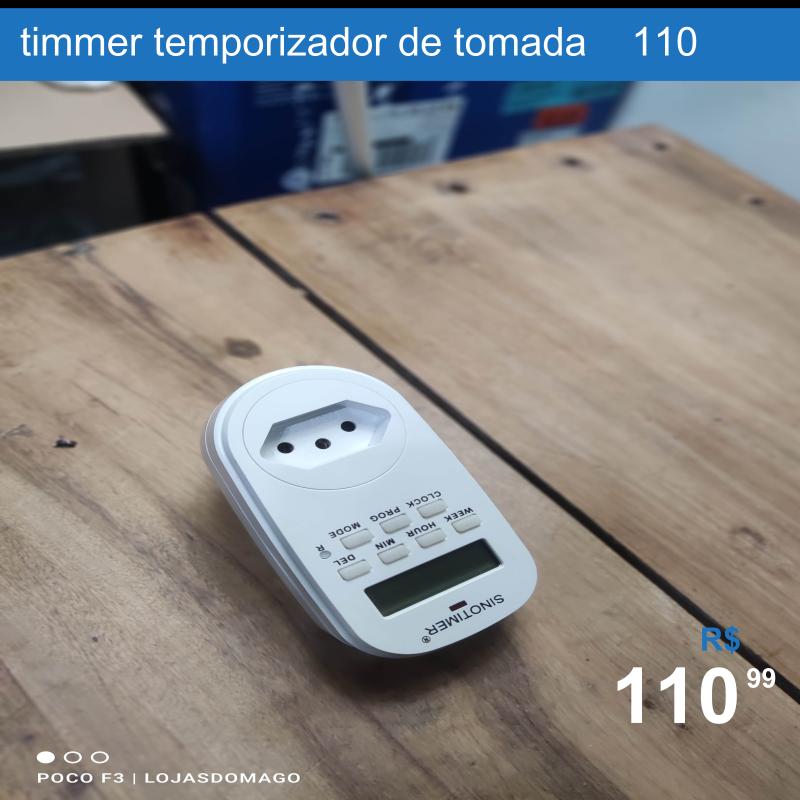 timmer temporizador de tomada 110
CLOCK
PROG
MODE
R
WEEK
HOUR
MIN
DEL
SINOTIMER®
R$
110 99
POCO F3 | LOJASDOMAGO